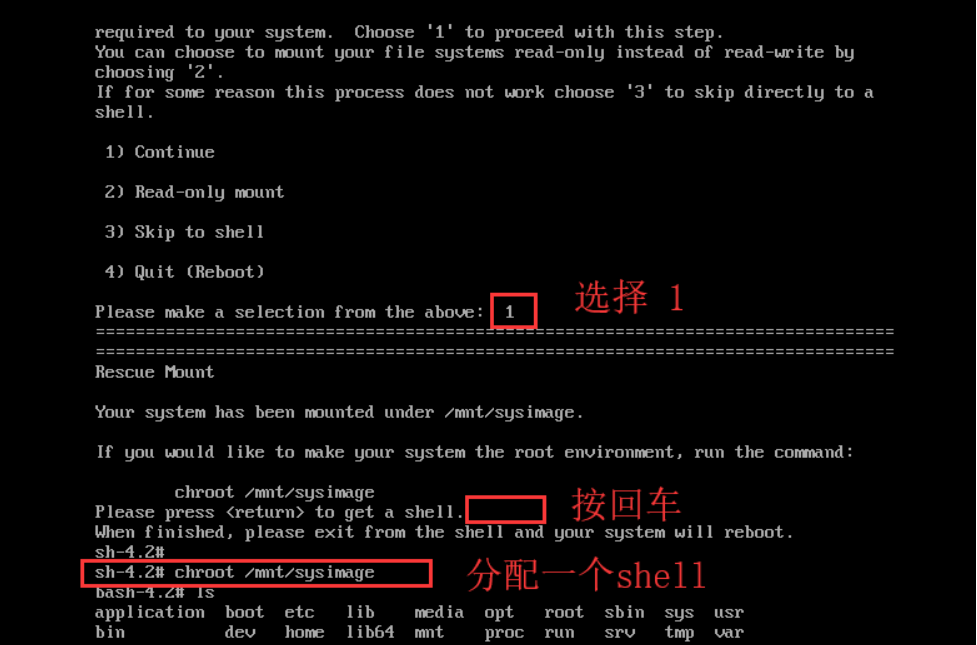 required to your system.  Choose '1' to proceed with this step.
You can choose to mount your file systems read-only instead of read-write by
choosing '2'.
If for some reason this process does not work choose '3' to skip directly to a
shell.
1) Continue
2) Read-only mount
3) Skip to shell
4) Quit (Reboot)
Please make a selection from the above:  1
选择 1
================================================================================
================================================================================
Rescue Mount
Your system has been mounted under /mnt/sysimage.
If you would like to make your system the root environment, run the command:
chroot /mnt/sysimage
Please press <return> to get a shell.
按回车
When finished, please exit from the shell and your system will reboot.
sh-4.2#
sh-4.2# chroot /mnt/sysimage
分配一个shell
bash-4.2# ls
application  boot  etc   lib    media  opt   root  sbin  sys  usr
bin          dev   home  lib64  mnt    proc  run   srv   tmp  var